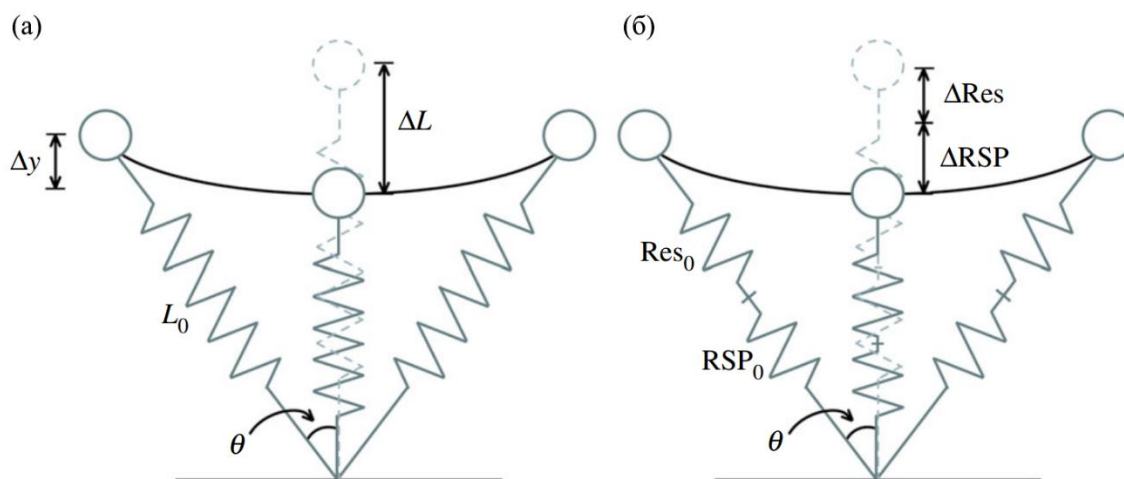 (а)
ΔL
Δy
L₀
θ
(б)
ΔRes
ΔRSP
Res₀
RSP₀
θ